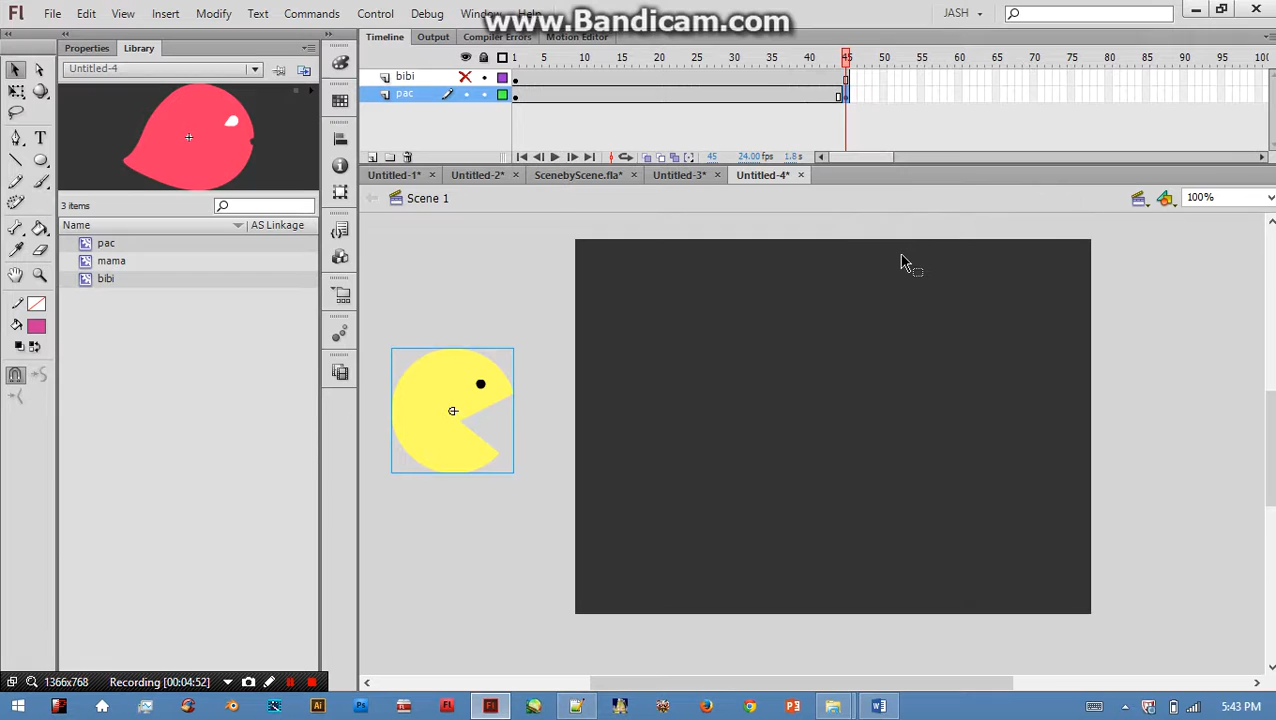 www.Bandicam.com
Fl File Edit View Insert Modify Text Commands Control Debug Window JASH
Properties Library
Timeline Output Compiler Errors Motion Editor
Untitled-4
1 5 10 15 20 25 30 35 40 45 50 55 60 65 70 75 80 85 90 95 100
bibi
pac
45 24.00 fps 1.8 s
Untitled-1* × Untitled-2* × ScenebyScene.fla* × Untitled-3* × Untitled-4* ×
Scene 1 100%
3 items
Name AS Linkage
pac
mama
bibi
1366x768 Recording [00:04:52]
5:43 PM